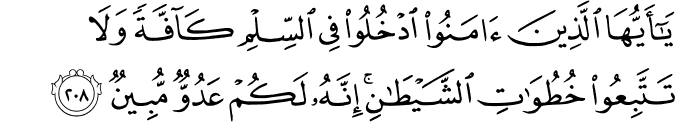 يَـٰٓأَيُّهَا ٱلَّذِينَ ءَامَنُوا۟ ٱدْخُلُوا۟ فِى ٱلسِّلْمِ كَآفَّةً وَلَا
تَتَّبِعُوا۟ خُطُوَٰتِ ٱلشَّيْطَـٰنِ ۚ إِنَّهُۥ لَكُمْ عَدُوٌّ مُّبِينٌ ٢٠٨